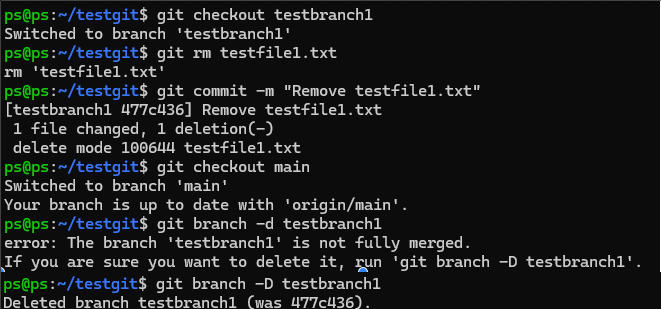 ps@ps:~/testgit$ git checkout testbranch1
Switched to branch 'testbranch1'
ps@ps:~/testgit$ git rm testfile1.txt
rm 'testfile1.txt'
ps@ps:~/testgit$ git commit -m "Remove testfile1.txt"
[testbranch1 477c436] Remove testfile1.txt
 1 file changed, 1 deletion(-)
 delete mode 100644 testfile1.txt
ps@ps:~/testgit$ git checkout main
Switched to branch 'main'
Your branch is up to date with 'origin/main'.
ps@ps:~/testgit$ git branch -d testbranch1
error: The branch 'testbranch1' is not fully merged.
If you are sure you want to delete it, run 'git branch -D testbranch1'.
ps@ps:~/testgit$ git branch -D testbranch1
Deleted branch testbranch1 (was 477c436).